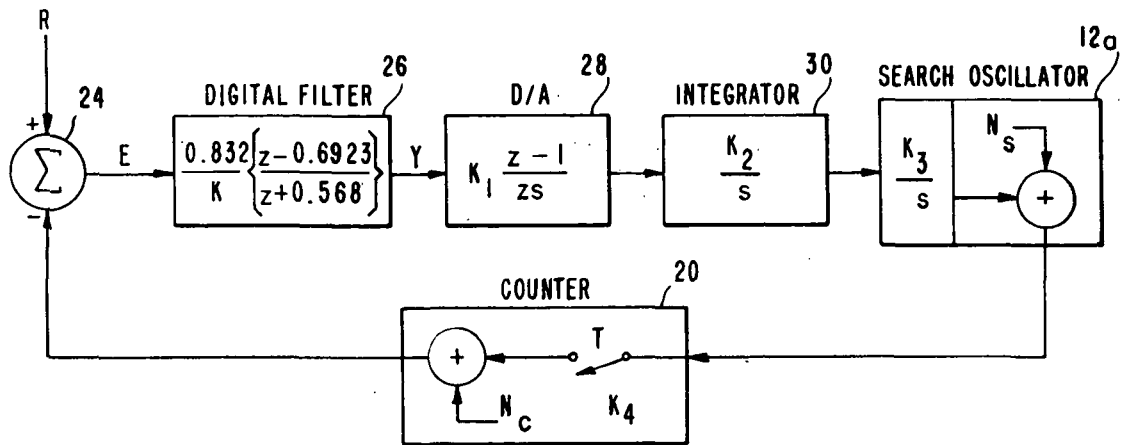 R
24
+
Σ
-
E
DIGITAL FILTER
26
0.832
K
{z-0.6923
z+0.568}
Y
D/A
28
K1 z-1
zs
INTEGRATOR
30
K2
s
SEARCH OSCILLATOR
12a
K3
s
Ns
+
COUNTER
20
+
T
Nc
K4